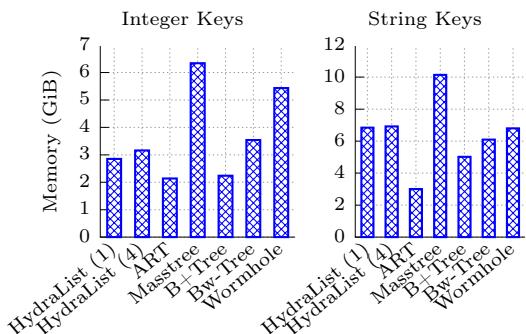 Integer Keys
String Keys
Memory (GiB)
7
6
5
4
3
2
1
0
HydraList (1)
HydraList (4)
ART
Masstree
B+Tree
Bw-Tree
Wormhole
12
10
8
6
4
2
0
HydraList (1)
HydraList (4)
ART
Masstree
B+Tree
Bw-Tree
Wormhole